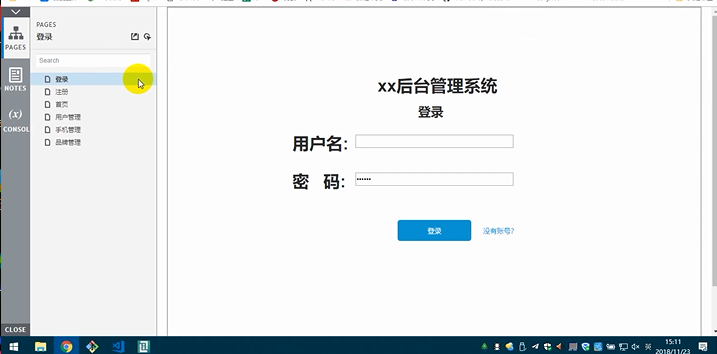 PAGES
登录
Search
登录
注册
首页
用户管理
手机管理
品牌管理
PAGES
NOTES
(x)
CONSOL
CLOSE
xx后台管理系统
登录
用户名:
密 码:
登录
没有账号?
英
15:11
2018/11/23